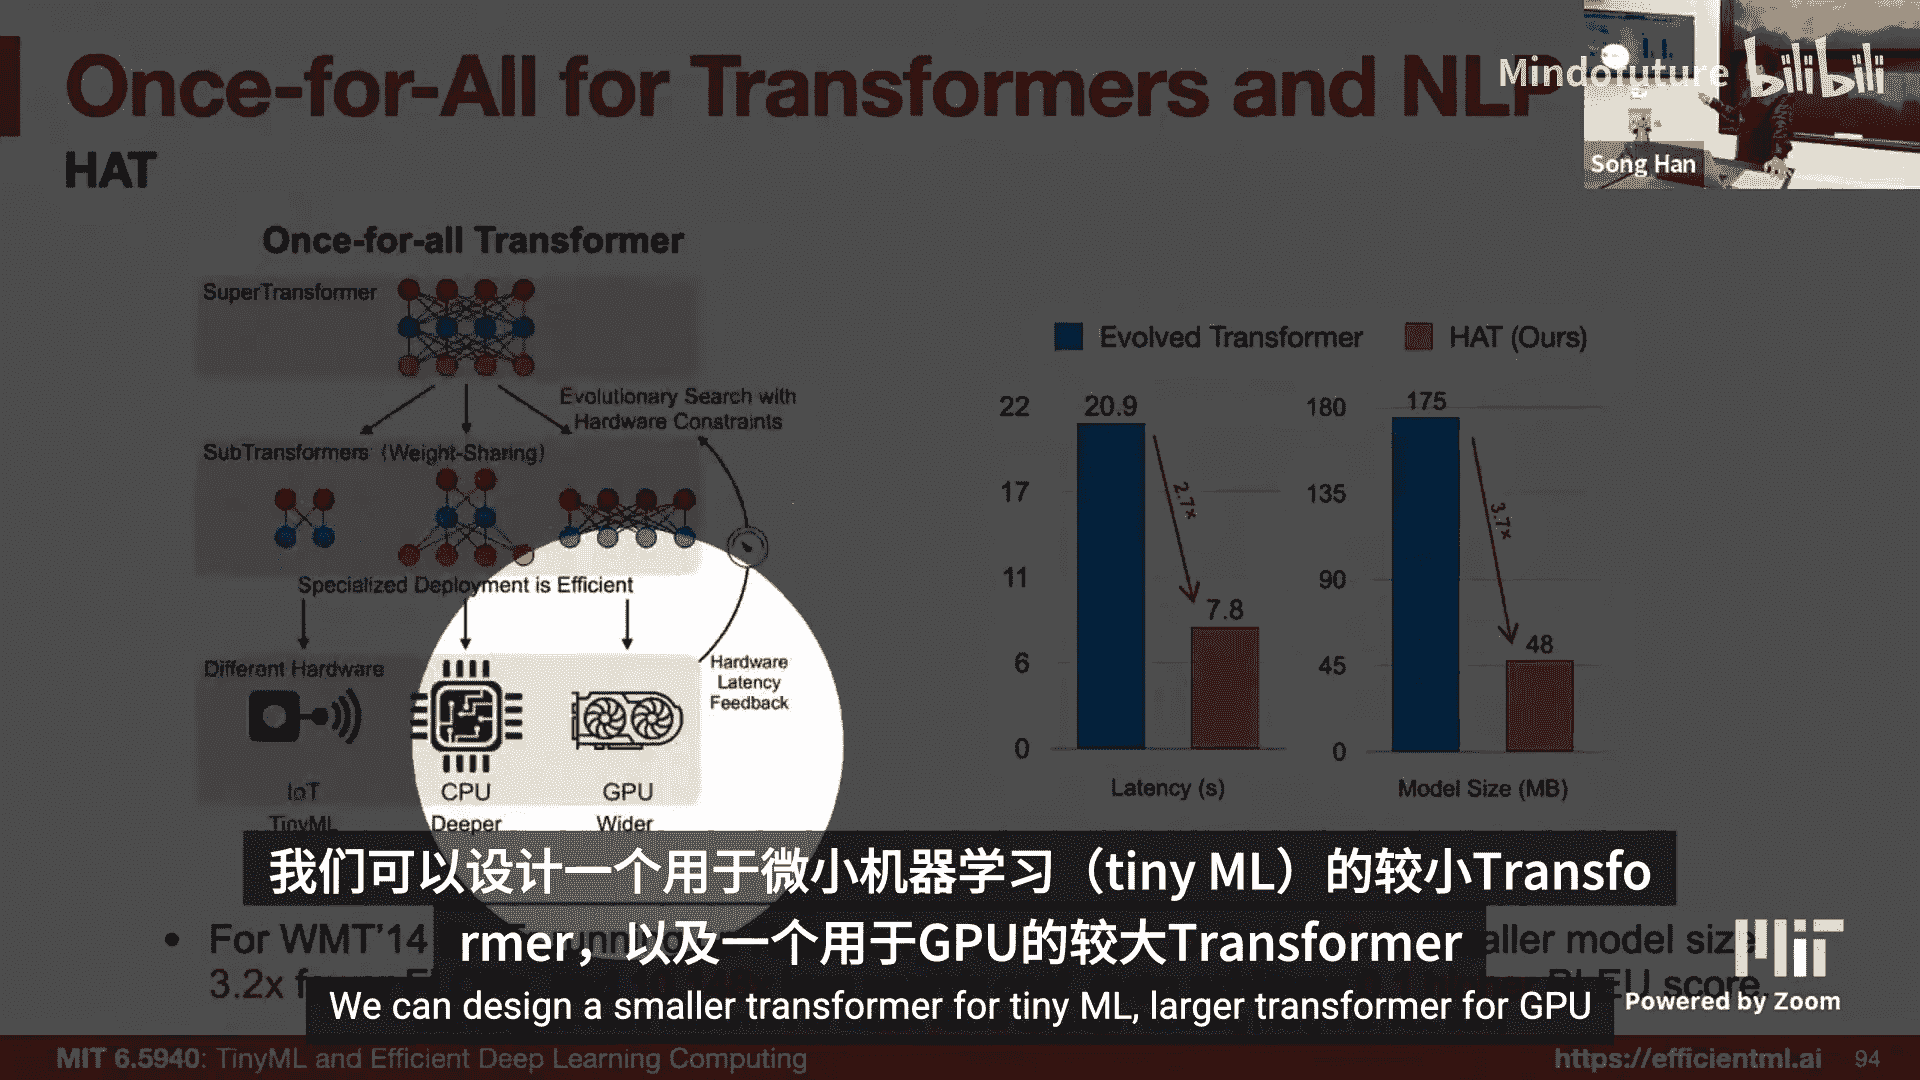 Once-for-All for Transformers and NLP
Mindofuture bilibili
Song Han
HAT
Once-for-all Transformer
SuperTransformer
Evolutionary Search with
Hardware Constraints
SubTransformers (Weight-Sharing)
Specialized Deployment is Efficient
Different Hardware
Hardware
Latency
Feedback
IoT
CPU
GPU
TinyML
Deeper
Wider
Evolved Transformer
HAT (Ours)
22
17
11
6
0
20.9
2.7x
7.8
Latency (s)
180
135
90
45
0
175
3.7x
48
Model Size (MB)
我们可以设计一个用于微小机器学习（tiny ML）的较小Transfo
rmer，以及一个用于GPU的较大Transformer
We can design a smaller transformer for tiny ML, larger transformer for GPU
• For WMT'14 aller model size
3.2x score
MIT
Powered by Zoom
MIT 6.5940: TinyML and Efficient Deep Learning Computing
https://efficientml.ai
94